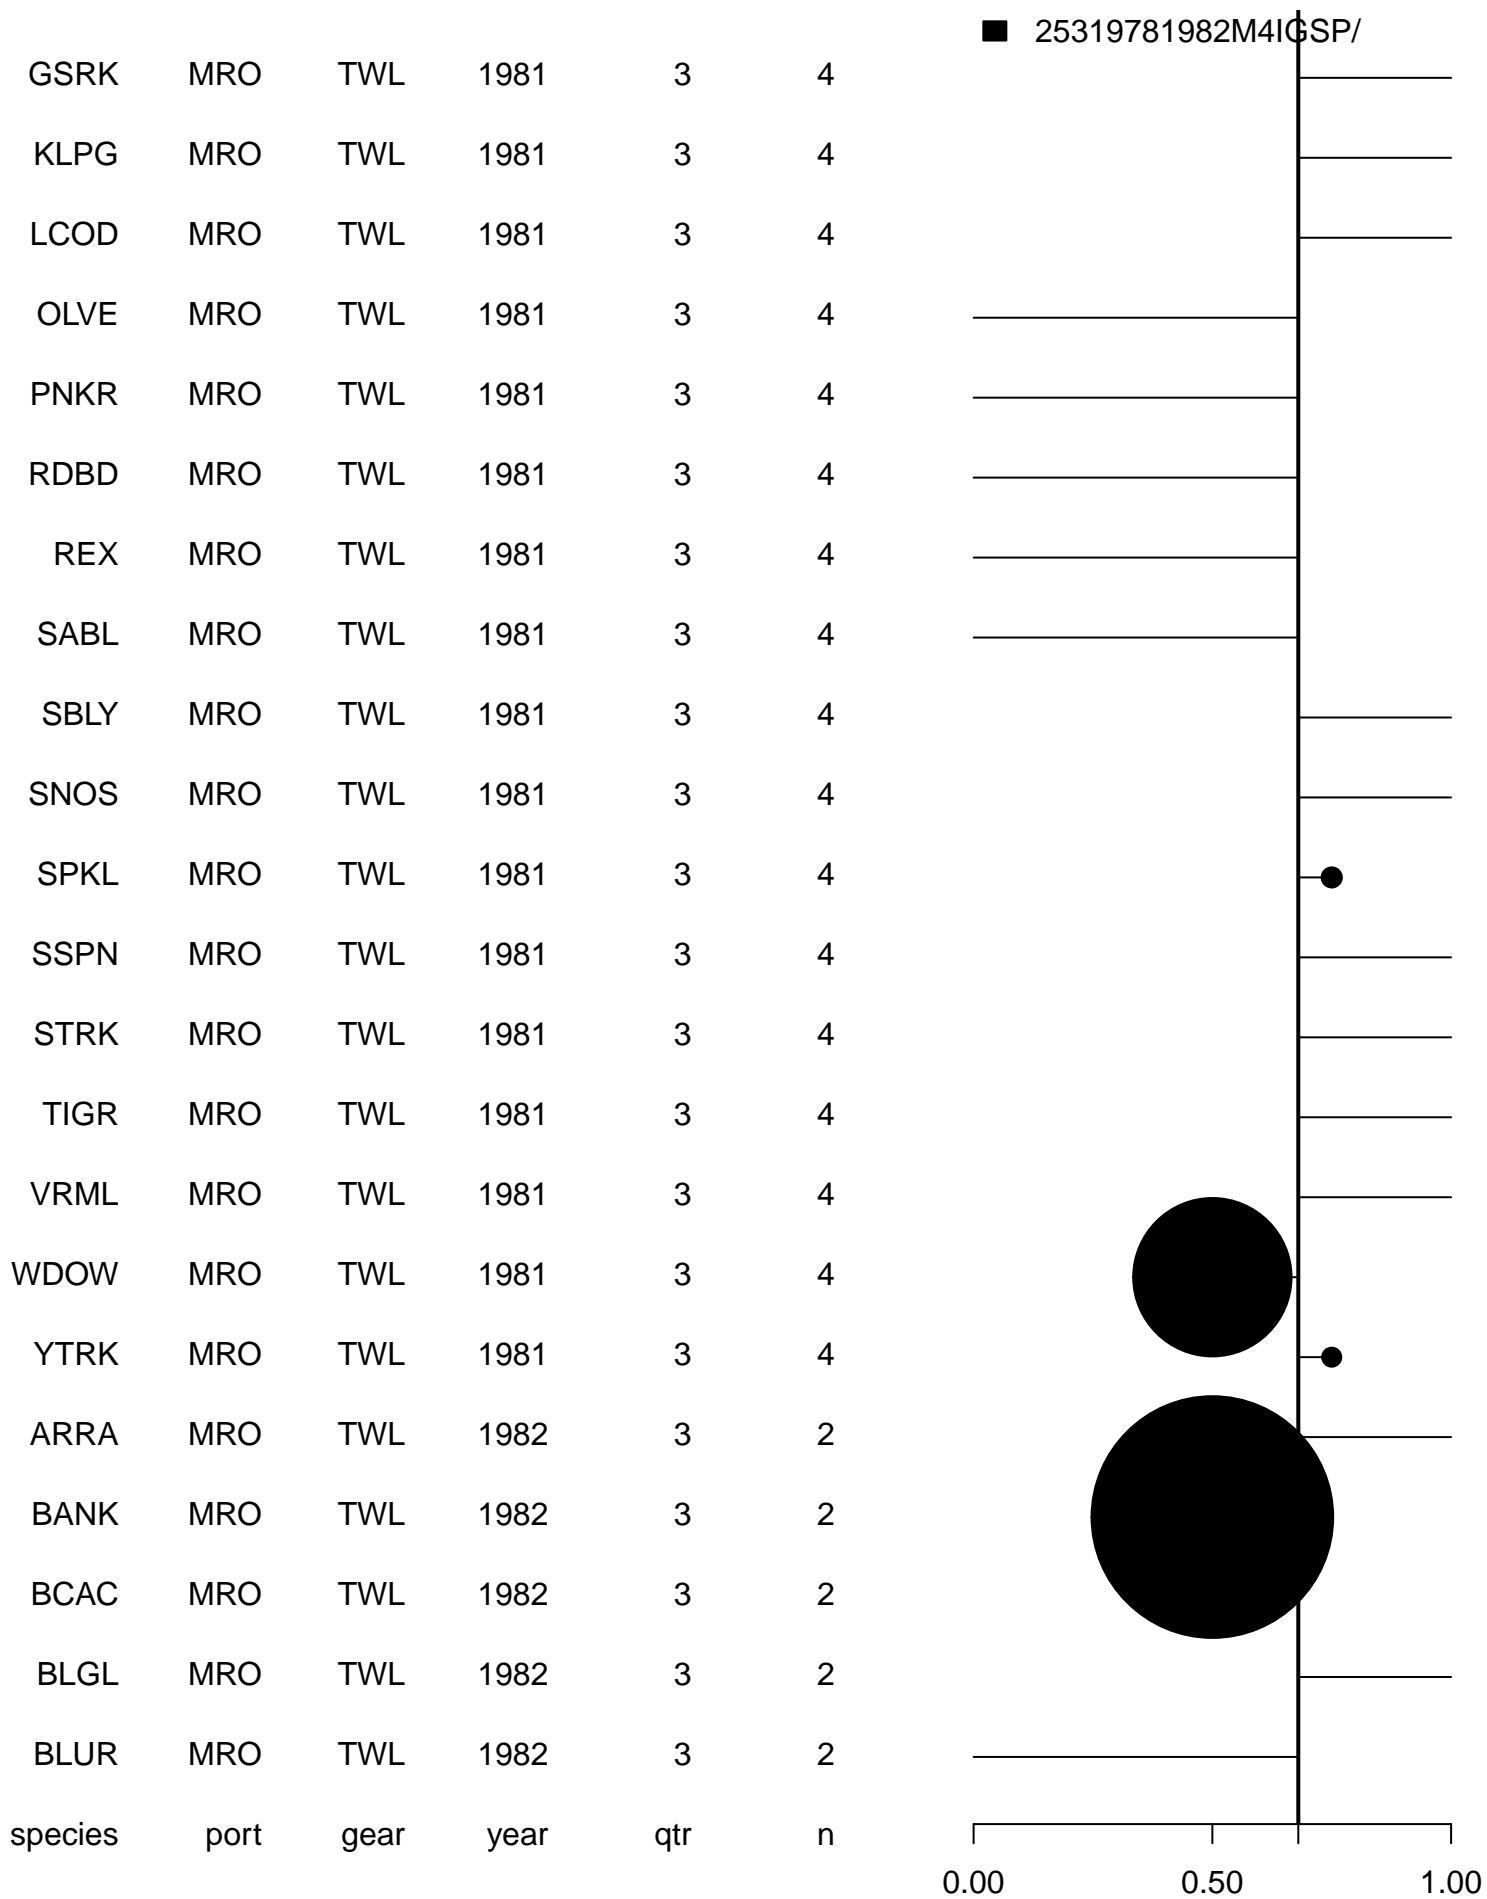 25319781982M4IGSP/
GSRK MRO TWL 1981 3 4
KLPG MRO TWL 1981 3 4
LCOD MRO TWL 1981 3 4
OLVE MRO TWL 1981 3 4
PNKR MRO TWL 1981 3 4
RDBD MRO TWL 1981 3 4
REX MRO TWL 1981 3 4
SABL MRO TWL 1981 3 4
SBLY MRO TWL 1981 3 4
SNOS MRO TWL 1981 3 4
SPKL MRO TWL 1981 3 4
SSPN MRO TWL 1981 3 4
STRK MRO TWL 1981 3 4
TIGR MRO TWL 1981 3 4
VRML MRO TWL 1981 3 4
WDOW MRO TWL 1981 3 4
YTRK MRO TWL 1981 3 4
ARRA MRO TWL 1982 3 2
BANK MRO TWL 1982 3 2
BCAC MRO TWL 1982 3 2
BLGL MRO TWL 1982 3 2
BLUR MRO TWL 1982 3 2
species port gear year qtr n
0.00 0.50 1.00